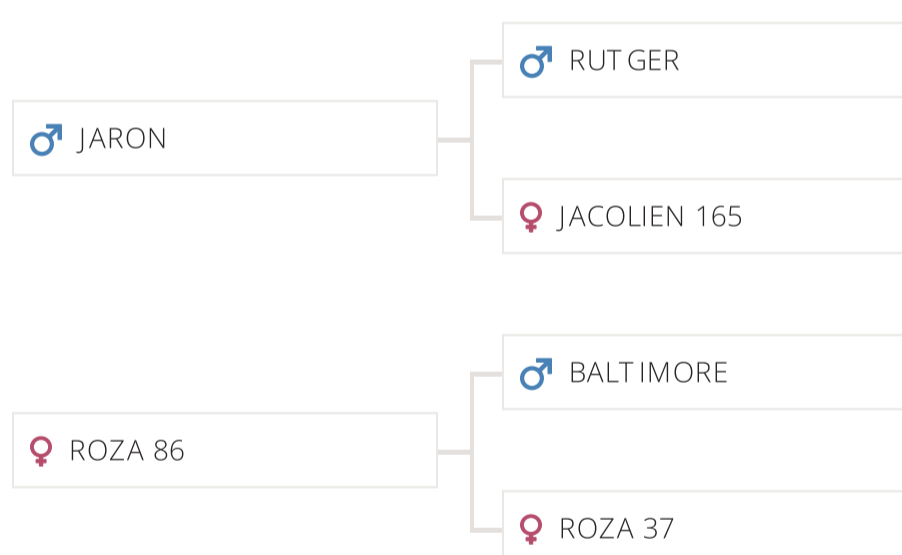 RUTGER
JARON
JACOLIEN 165
BALTIMORE
ROZA 86
ROZA 37